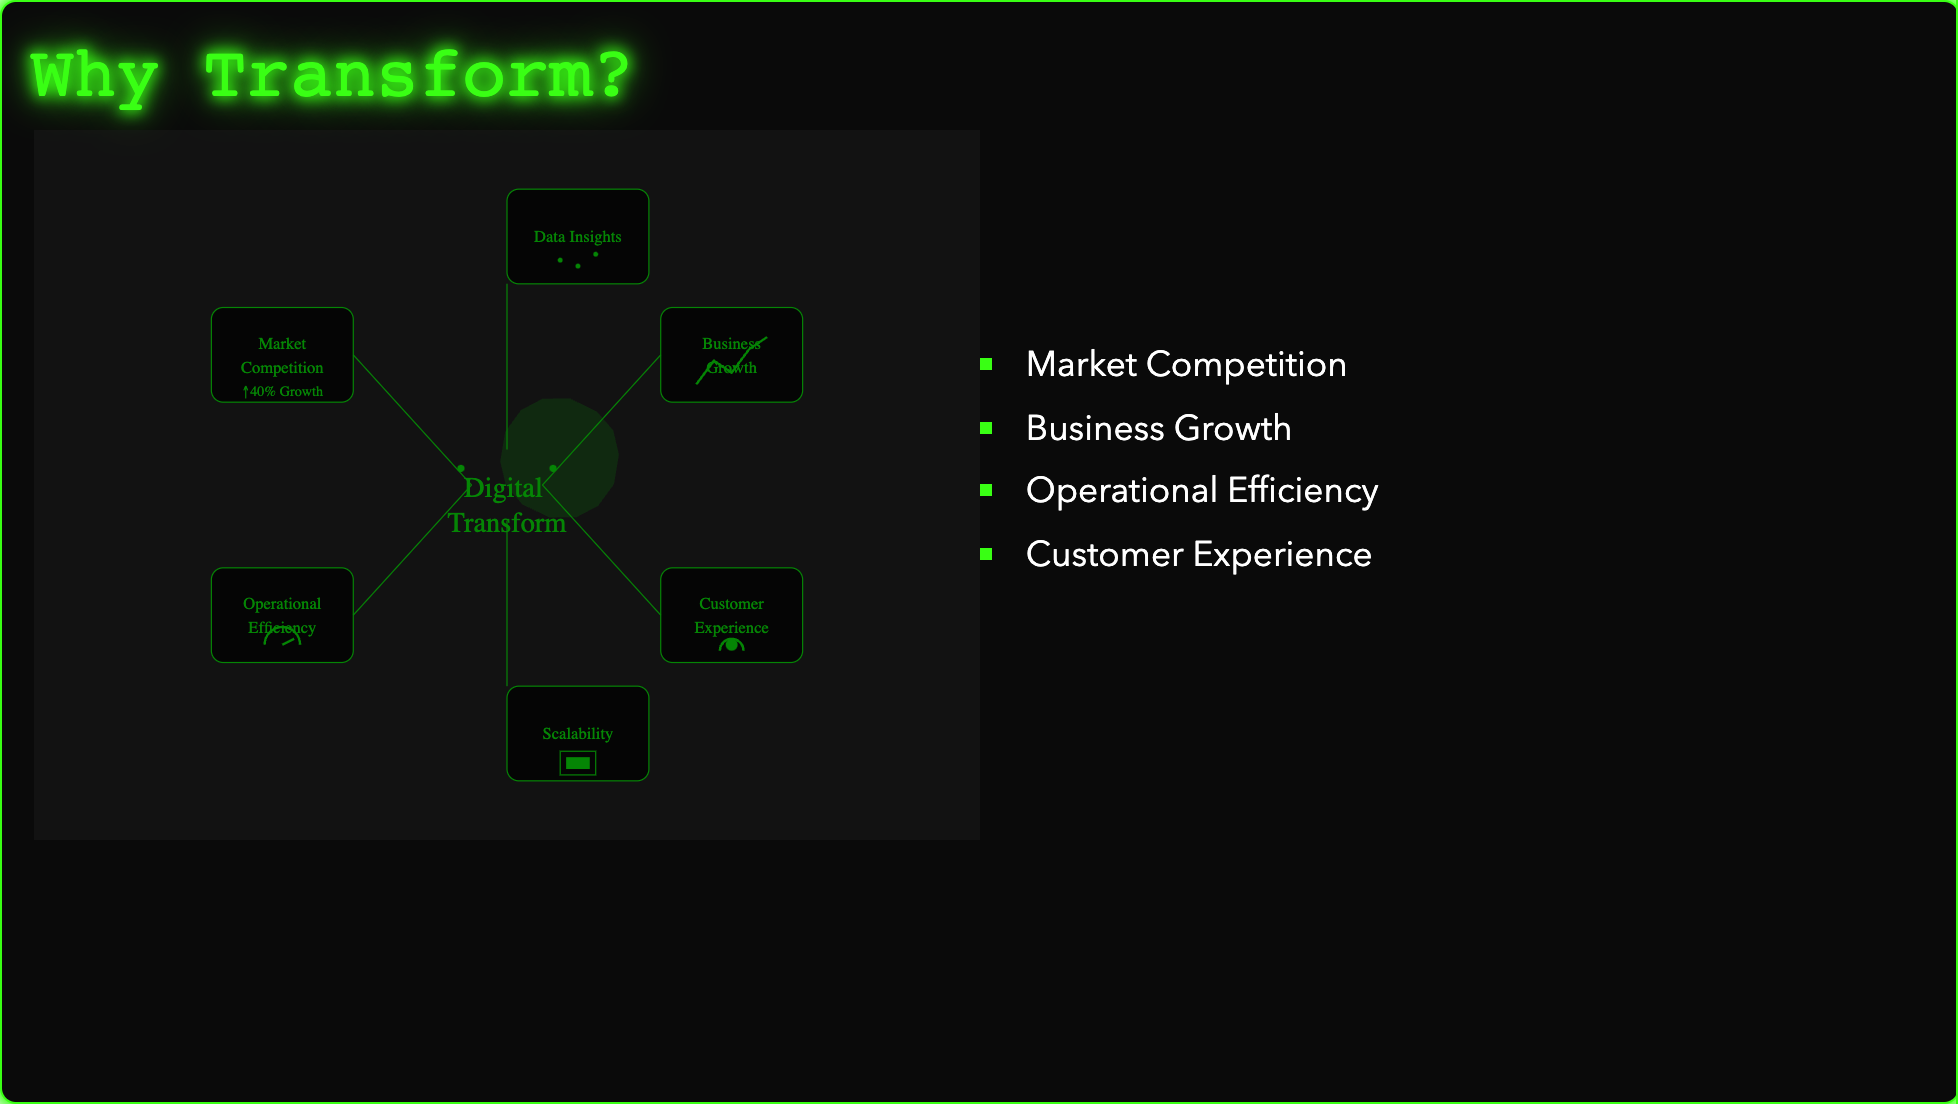 Why Transform?
Data Insights
Market
Competition
↑40% Growth
Business
Growth
Digital
Transform
Operational
Efficiency
Customer
Experience
Scalability
Market Competition
Business Growth
Operational Efficiency
Customer Experience